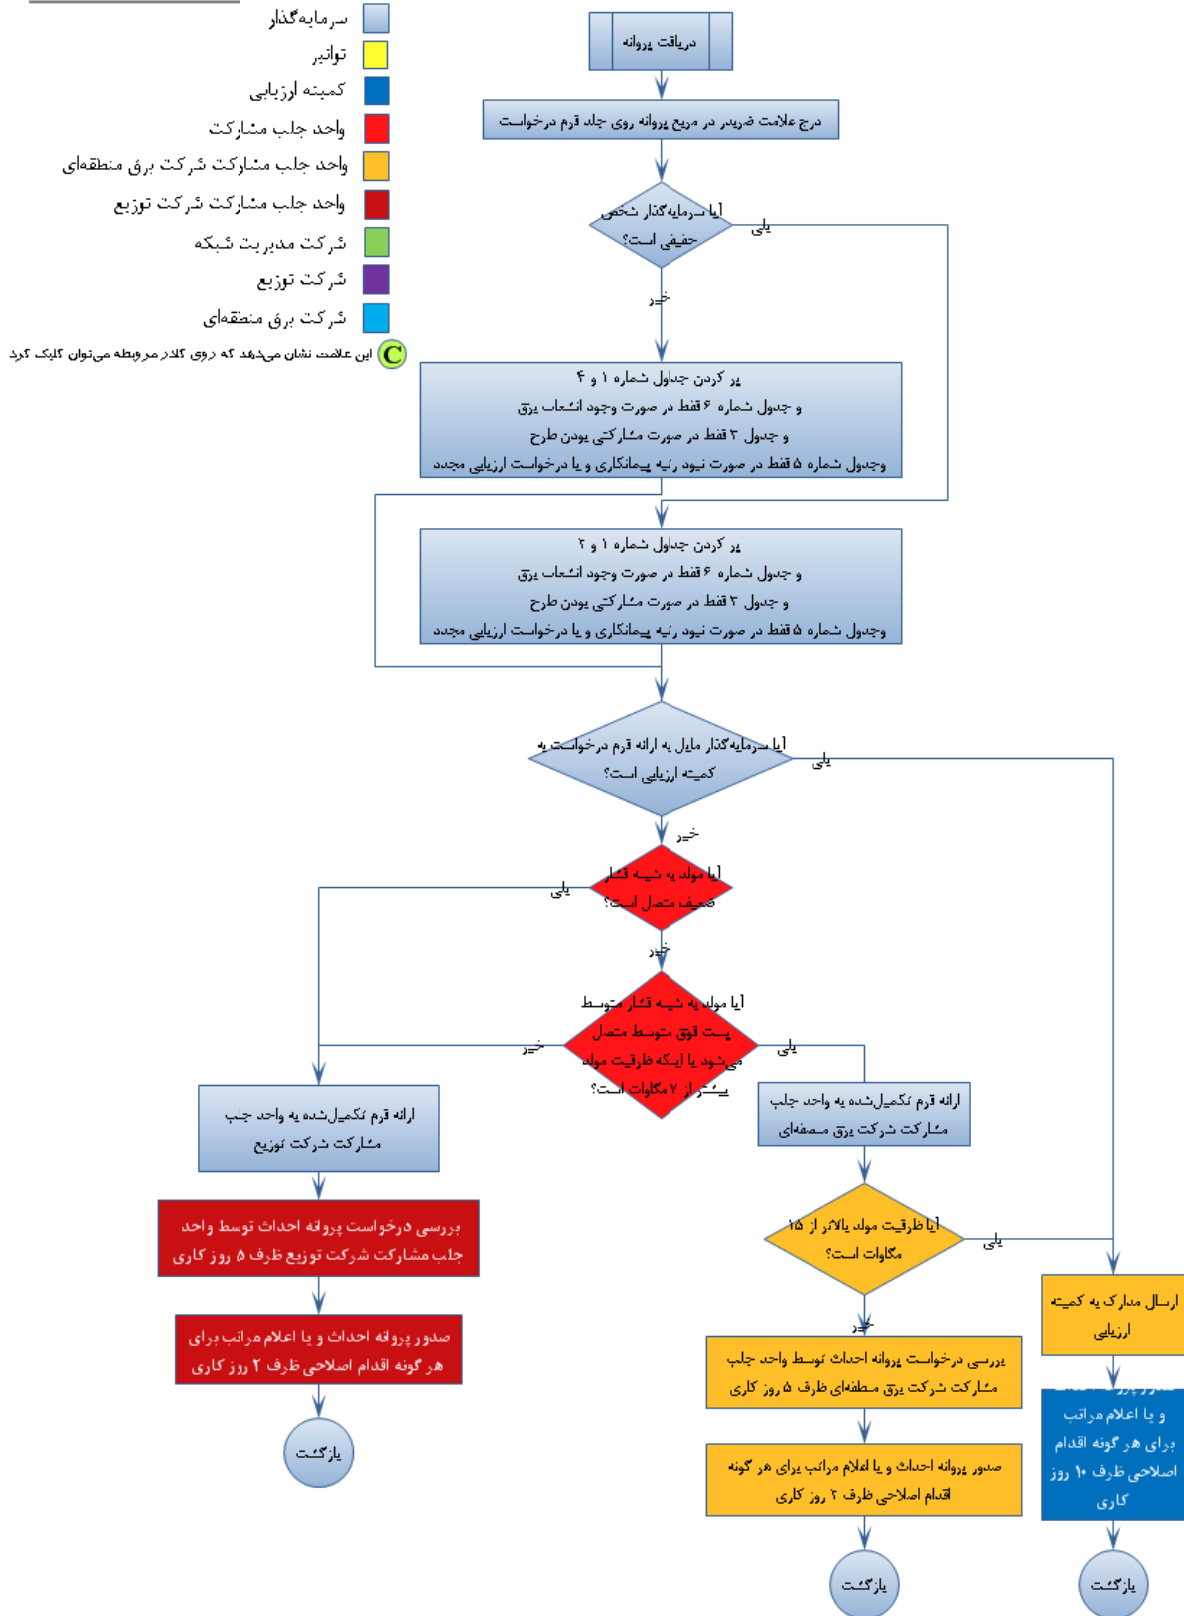 سرمایه‌گذار
توانیر
کمیته ارزیابی
واحد جلب مشارکت
واحد جلب مشارکت شرکت برق منطقه‌ای
واحد جلب مشارکت شرکت توزیع
شرکت مدیریت شبکه
شرکت توزیع
شرکت برق منطقه‌ای
C این علامت نشان می‌دهد که روی کادر مربوطه می‌توان کلیک کرد
دریافت پروانه
درج علامت ضربدر در مربع پروانه روی جلد فرم درخواست
آیا سرمایه‌گذار شخص
حقیقی است؟
بلی
خیر
پر کردن جداول شماره ۱ و ۴
و جدول شماره ۶ فقط در صورت وجود انشعاب برق
و جدول ۳ فقط در صورت مشارکتی بودن طرح
وجدول شماره ۵ فقط در صورت نبود رتبه پیمانکاری و یا درخواست ارزیابی مجدد
پر کردن جداول شماره ۱ و ۲
و جدول شماره ۶ فقط در صورت وجود انشعاب برق
و جدول ۳ فقط در صورت مشارکتی بودن طرح
وجدول شماره ۵ فقط در صورت نبود رتبه پیمانکاری و یا درخواست ارزیابی مجدد
آیا سرمایه‌گذار مایل به ارائه فرم درخواست به
کمیته ارزیابی است؟
بلی
خیر
آیا مولد به شبکه فشار
ضعیف متصل است؟
بلی
خیر
آیا مولد به شبکه فشار متوسط
پست فوق متوسط متصل
می‌شود یا اینکه ظرفیت مولد
بیشتر از ۷ مگاوات است؟
خیر
بلی
ارائه فرم تکمیل‌شده به واحد جلب
مشارکت شرکت توزیع
ارائه فرم تکمیل‌شده به واحد جلب
مشارکت شرکت برق منطقه‌ای
بررسی درخواست پروانه احداث توسط واحد
جلب مشارکت شرکت توزیع ظرف ۵ روز کاری
آیا ظرفیت مولد بالاتر از ۱۵
مگاوات است؟
بلی
خیر
ارسال مدارک به کمیته
ارزیابی
صدور پروانه احداث و یا اعلام مراتب برای
هر گونه اقدام اصلاحی ظرف ۲ روز کاری
بررسی درخواست پروانه احداث توسط واحد جلب
مشارکت شرکت برق منطقه‌ای ظرف ۵ روز کاری
صدور پروانه احداث
و یا اعلام مراتب
برای هر گونه اقدام
اصلاحی ظرف ۱۰ روز
کاری
بازگشت
صدور پروانه احداث و یا اعلام مراتب برای هر گونه
اقدام اصلاحی ظرف ۲ روز کاری
بازگشت
بازگشت